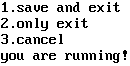 1.save and exit
2.only exit
3.cancel
you are running!